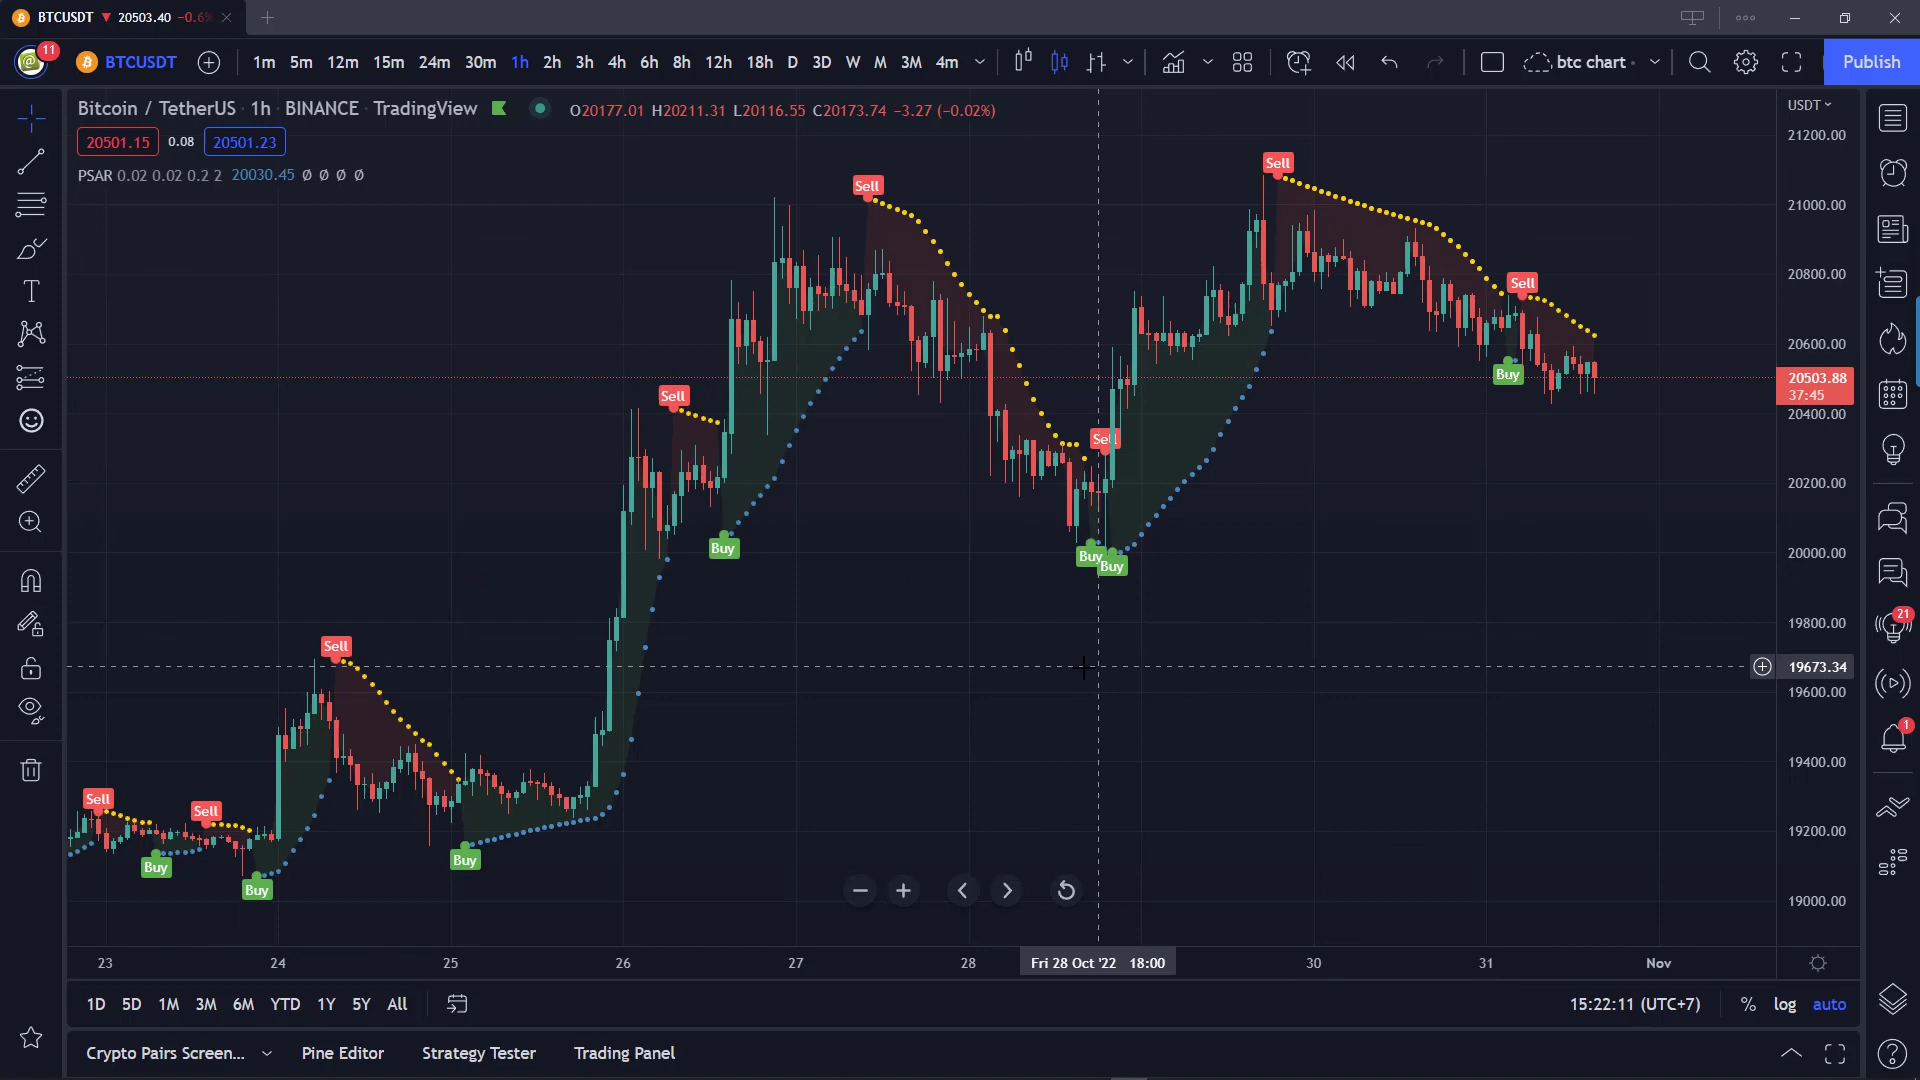 BTCUSDT ▼ 20503.40 −0.6%
11
BTCUSDT 1m 5m 12m 15m 24m 30m 1h 2h 3h 4h 6h 8h 12h 18h D 3D W M 3M 4m btc chart Publish
Bitcoin / TetherUS · 1h · BINANCE · TradingView O20177.01 H20211.31 L20116.55 C20173.74 −3.27 (−0.02%)
USDT
20501.15 0.08 20501.23
PSAR 0.02 0.02 0.2 2 20030.45 Ø Ø Ø Ø
21200.00
21000.00
20800.00
20600.00
20503.88
37:45
20400.00
20200.00
20000.00
19800.00
19673.34
19600.00
19400.00
19200.00
19000.00
Sell
Sell
Sell
Buy
Sell
Sell
Buy
Buy
Buy
Sell
Sell
Sell
Buy
Buy
Buy
Buy
21
1
23 24 25 26 27 28 Fri 28 Oct '22 18:00 30 31 Nov
1D 5D 1M 3M 6M YTD 1Y 5Y All 15:22:11 (UTC+7) % log auto
Crypto Pairs Screen... Pine Editor Strategy Tester Trading Panel